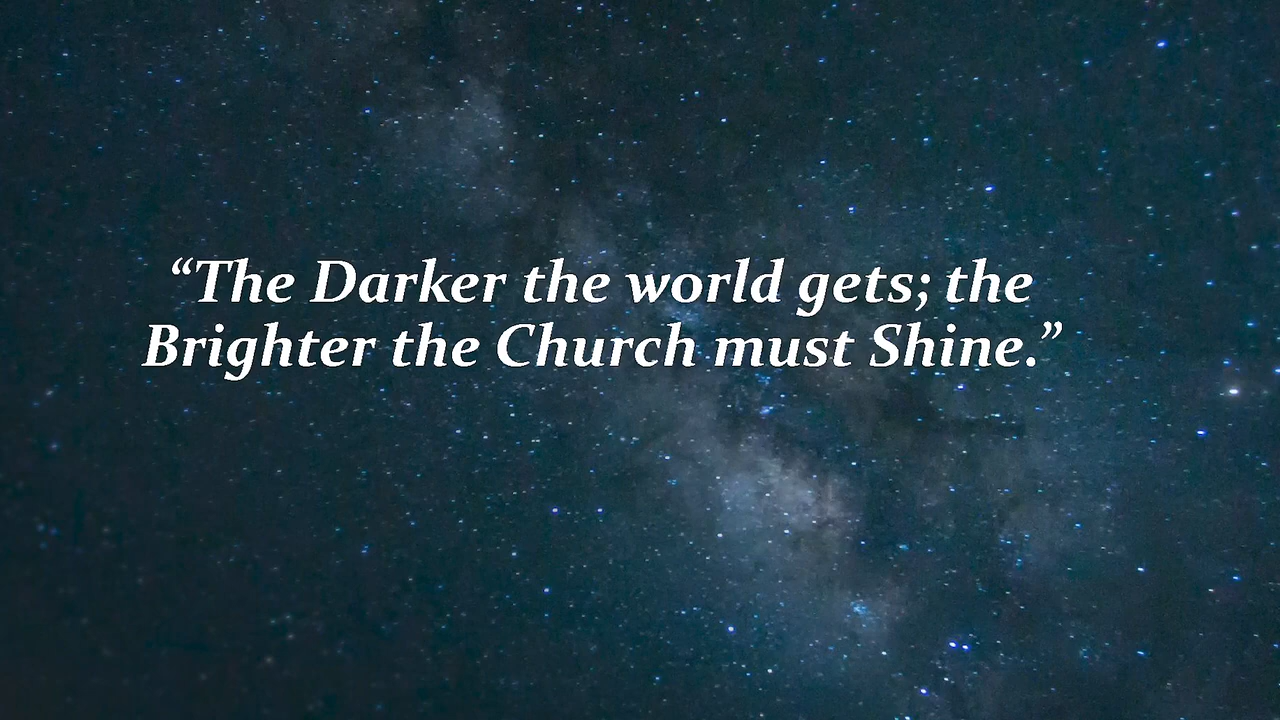 “The Darker the world gets; the
Brighter the Church must Shine.”